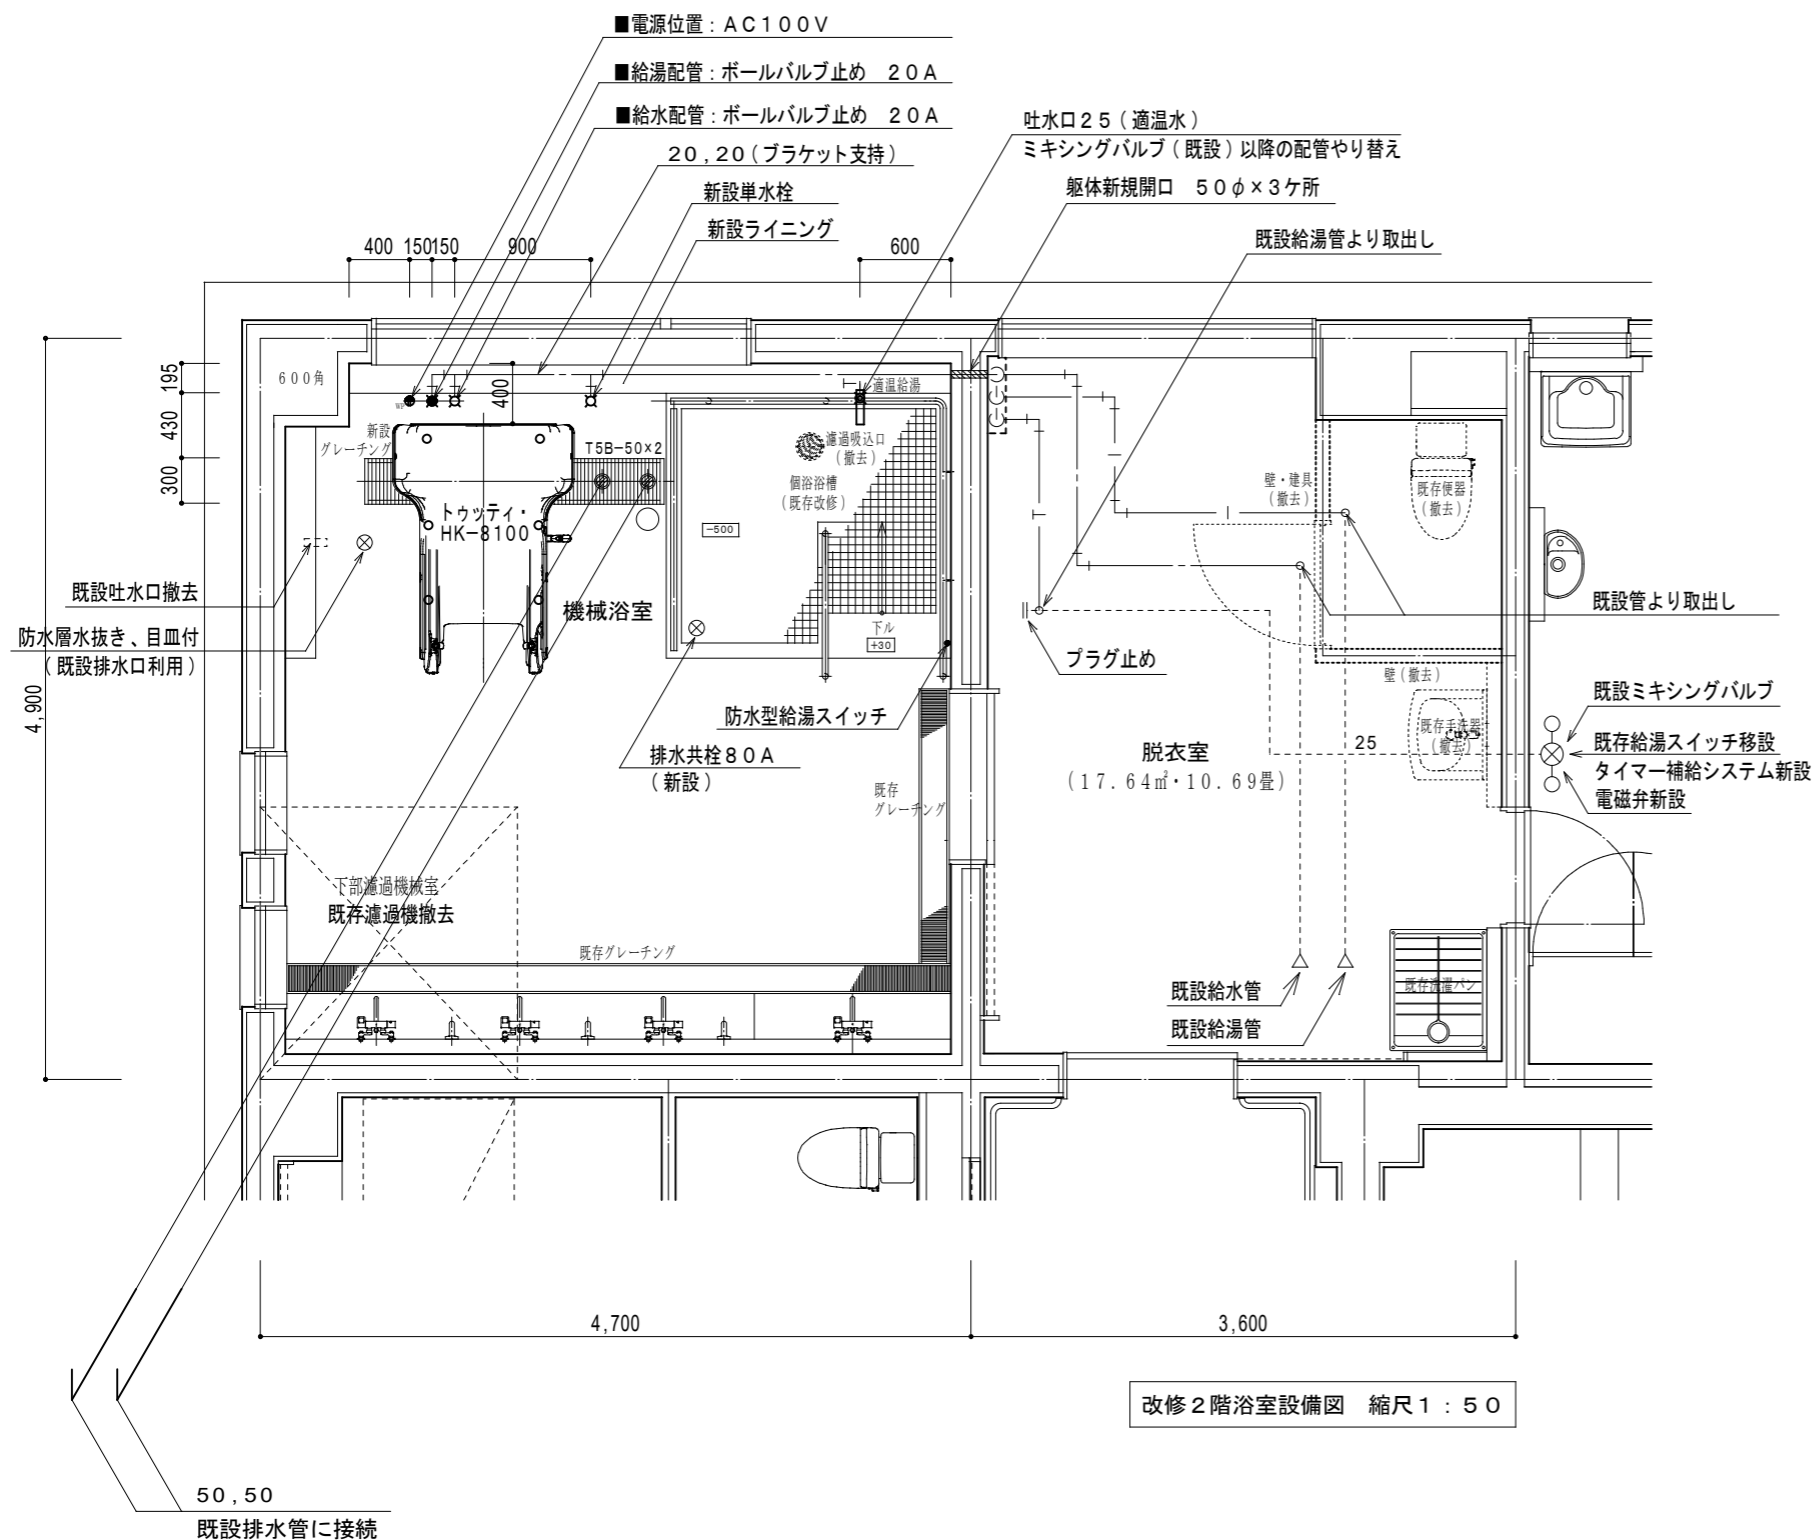 ■電源位置：AC100V
■給湯配管：ボールバルブ止め　20A
■給水配管：ボールバルブ止め　20A
20,20(ブラケット支持)
新設単水栓
新設ライニング
吐水口25(適温水)
ミキシングバルブ(既設)以降の配管やり替え
躯体新規開口　50φ×3ケ所
既設給湯管より取出し
400 150 150 900
600
195
430
300
4,900
400
600角
WP
新設
グレーチング
T5B-50×2
トゥッティ・
HK-8100
適温給湯
濾過吸込口
(撤去)
個浴浴槽
(既存改修)
-500
下ル
+30
機械浴室
既設吐水口撤去
防水層水抜き、目皿付
(既設排水口利用)
防水型給湯スイッチ
排水共栓80A
(新設)
既存
グレーチング
下部濾過機械室
既存濾過機撤去
既存グレーチング
壁・建具
(撤去)
既存便器
(撤去)
プラグ止め
壁(撤去)
既存手洗器
(撤去)
25
脱衣室
(17.64㎡・10.69畳)
既設管より取出し
既設ミキシングバルブ
既存給湯スイッチ移設
タイマー補給システム新設
電磁弁新設
既設給水管
既設給湯管
既存洗濯パン
4,700
3,600
改修2階浴室設備図　縮尺1：50
50,50
既設排水管に接続